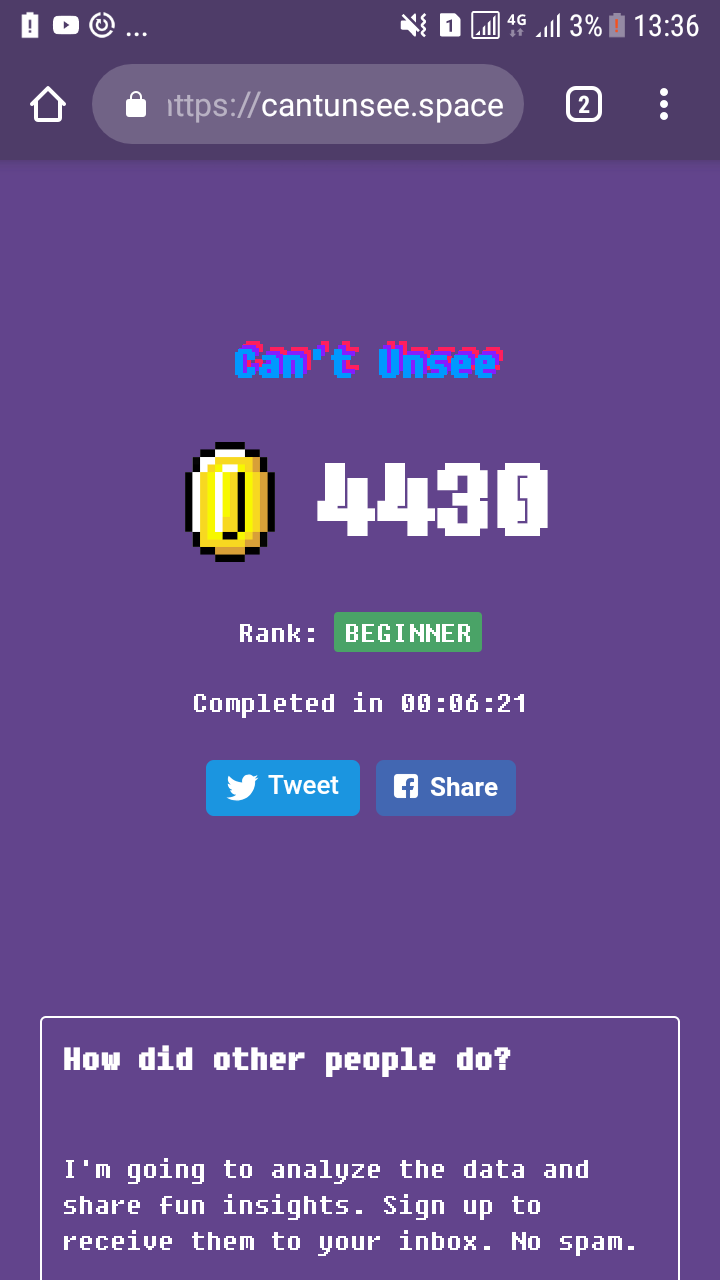 ...
1 4G 3% 13:36
https://cantunsee.space
2
Can't Unsee
4430
Rank: BEGINNER
Completed in 00:06:21
Tweet Share
How did other people do?
I'm going to analyze the data and
share fun insights. Sign up to
receive them to your inbox. No spam.